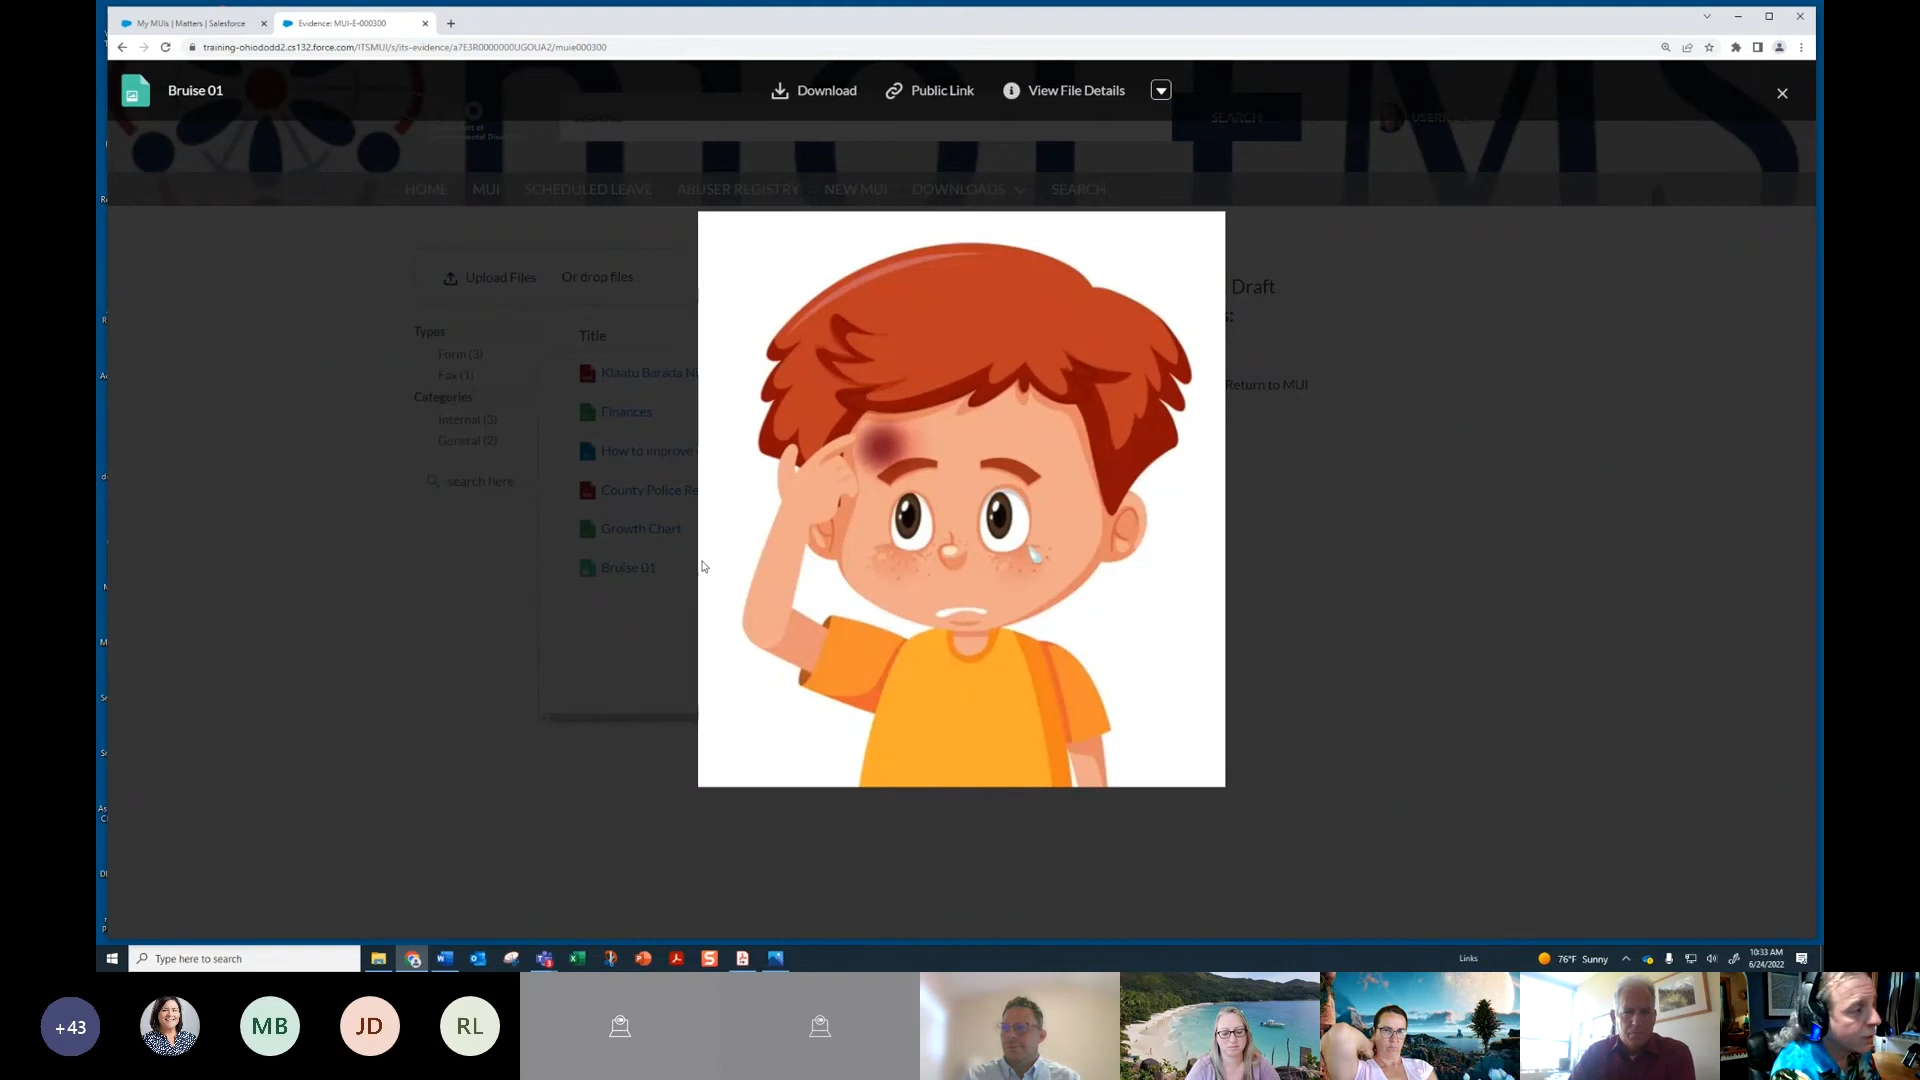 My MUIs | Matters | Salesforce
Evidence: MUI-E-000300
training-ohiododd2.cs132.force.com/ITSMUI/s/its-evidence/a7E3R0000000UGOUA2/muie000300
Bruise 01
Download
Public Link
View File Details
SEARCH
HOME
MUI
SCHEDULED LEAVE
ABUSER REGISTRY
NEW MUI
DOWNLOADS
SEARCH
Upload Files
Or drop files
Draft
Types
Title
Form (3)
Klaatu Barada
Fax (1)
Return to MUI
Categories
Finances
Internal (3)
General (2)
How to improve
search here
County Police Re
Growth Chart
Bruise 01
Type here to search
Links
76°F Sunny
10:33 AM
6/24/2022
+43
MB
JD
RL